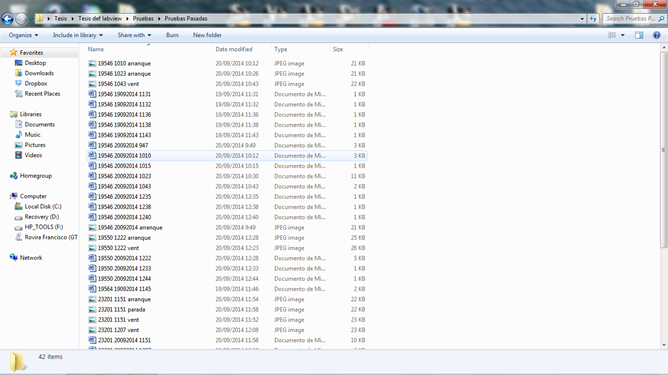 Tesis ▸ Tesis def labview ▸ Pruebas ▸ Pruebas Pasadas
Search Pruebas P...
Organize Include in library Share with Burn New folder
Name Date modified Type Size
Favorites
Desktop
Downloads
Dropbox
Recent Places
Libraries
Documents
Music
Pictures
Videos
Homegroup
Computer
Local Disk (C:)
Recovery (D:)
HP_TOOLS (F:)
Rovira Francisco (GT
Network
19546 1010 arranque 20/09/2014 10:12 JPEG image 21 KB
19546 1023 arranque 20/09/2014 10:26 JPEG image 21 KB
19546 1043 vent 20/09/2014 10:43 JPEG image 22 KB
19546 19092014 1131 19/09/2014 11:31 Documento de Mi... 1 KB
19546 19092014 1132 19/09/2014 11:32 Documento de Mi... 1 KB
19546 19092014 1136 19/09/2014 11:36 Documento de Mi... 1 KB
19546 19092014 1138 19/09/2014 11:38 Documento de Mi... 1 KB
19546 19092014 1143 19/09/2014 11:43 Documento de Mi... 1 KB
19546 20092014 947 20/09/2014 9:49 Documento de Mi... 3 KB
19546 20092014 1010 20/09/2014 10:12 Documento de Mi... 3 KB
19546 20092014 1015 20/09/2014 10:15 Documento de Mi... 1 KB
19546 20092014 1023 20/09/2014 10:30 Documento de Mi... 11 KB
19546 20092014 1043 20/09/2014 10:43 Documento de Mi... 2 KB
19546 20092014 1235 20/09/2014 12:35 Documento de Mi... 1 KB
19546 20092014 1238 20/09/2014 12:38 Documento de Mi... 1 KB
19546 20092014 1240 20/09/2014 12:40 Documento de Mi... 1 KB
19546 20092014 arranque 20/09/2014 9:49 JPEG image 21 KB
19550 1222 arranque 20/09/2014 12:28 JPEG image 25 KB
19550 1222 vent 20/09/2014 12:23 JPEG image 26 KB
19550 20092014 1222 20/09/2014 12:28 Documento de Mi... 5 KB
19550 20092014 1233 20/09/2014 12:33 Documento de Mi... 1 KB
19550 20092014 1244 20/09/2014 12:44 Documento de Mi... 1 KB
19564 19092014 1145 19/09/2014 11:46 Documento de Mi... 2 KB
23201 1151 arranque 20/09/2014 11:54 JPEG image 22 KB
23201 1151 parada 20/09/2014 11:58 JPEG image 22 KB
23201 1151 vent 20/09/2014 11:52 JPEG image 23 KB
23201 1207 vent 20/09/2014 12:08 JPEG image 23 KB
23201 20092014 1151 20/09/2014 11:58 Documento de Mi... 10 KB
42 items